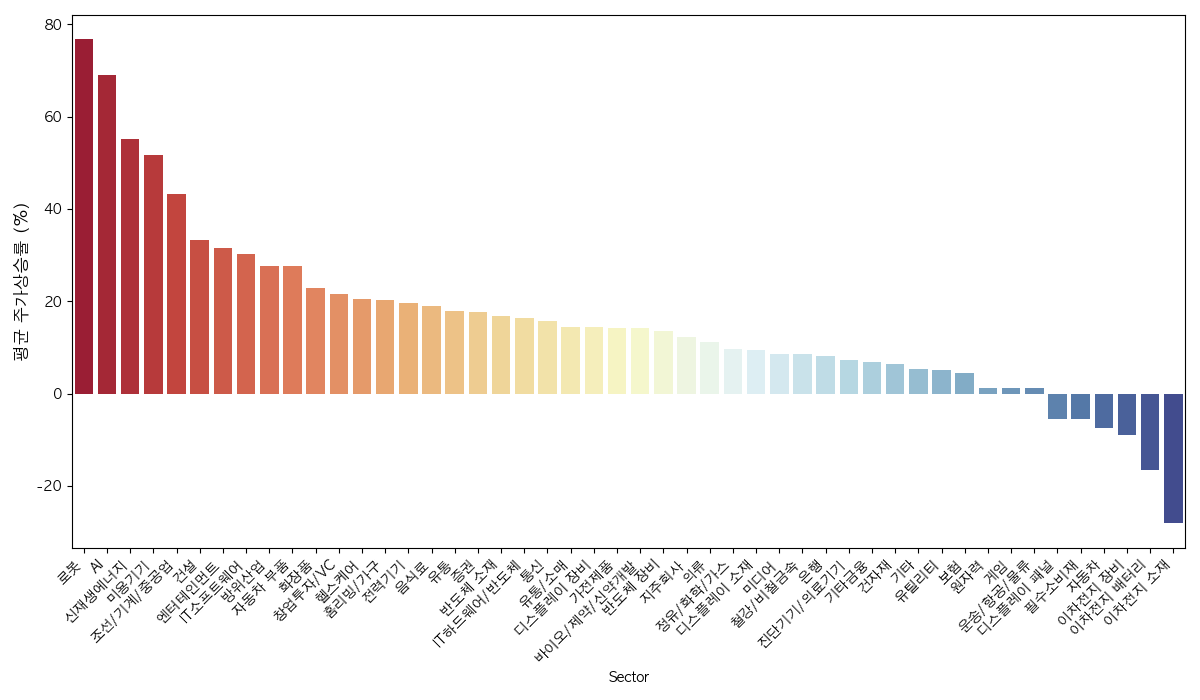 평균 주가상승률 (%)
80
60
40
20
0
-20
로봇
AI
신재생에너지
미용기기
조선/기계/중공업
건설
엔터테인먼트
IT소프트웨어
방위산업
자동차 부품
화장품
창업투자/VC
헬스케어
홈리빙/가구
전력기기
음식료
유통
증권
반도체 소재
IT하드웨어/반도체
통신
유통/소매
디스플레이 장비
가전제품
바이오/제약/신약개발
반도체 장비
지주회사
의류
정유/화학/가스
디스플레이 소재
미디어
철강/비철금속
은행
진단기기/의료기기
기타금융
건자재
기타
유틸리티
보험
원자력
게임
운송/항공/물류
디스플레이 패널
필수소비재
자동차
이차전지 장비
이차전지 배터리
이차전지 소재
Sector